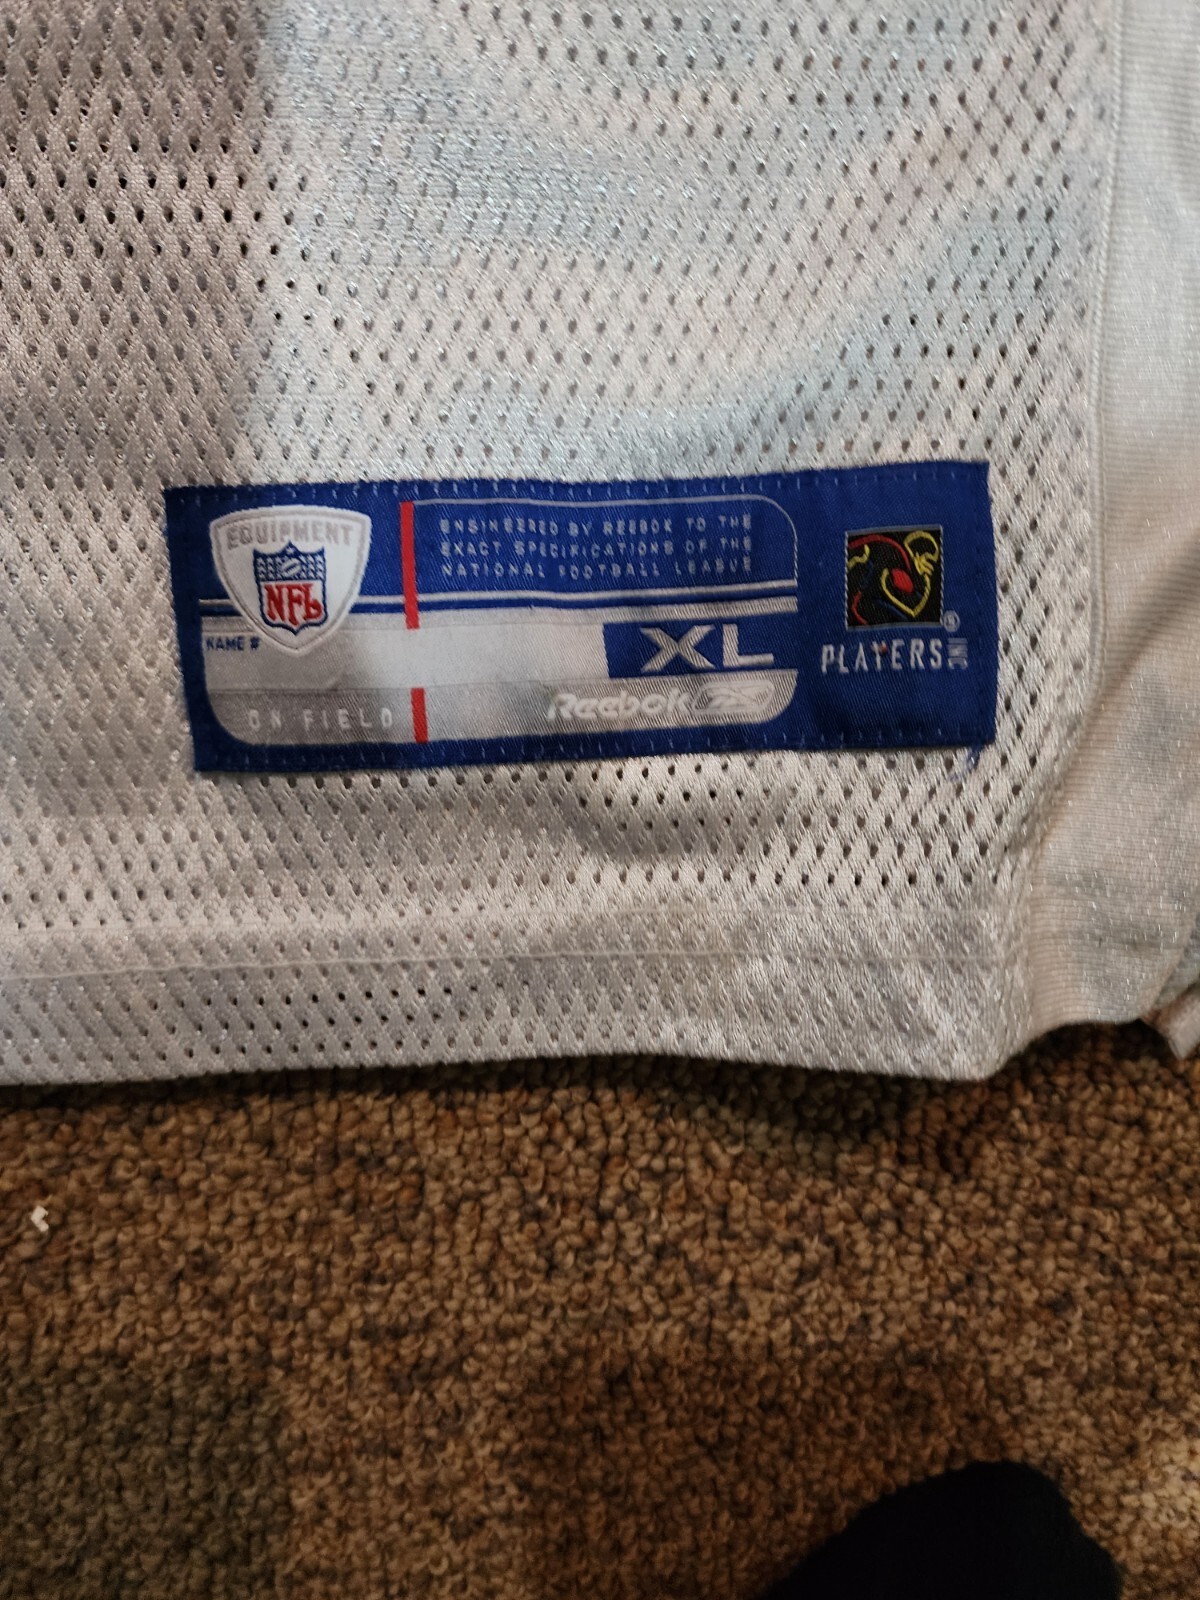 EQUIPMENT
NFL
ENGINEERED BY REEBOK TO THE
EXACT SPECIFICATIONS OF THE
NATIONAL FOOTBALL LEAGUE
NAME #
XL
ON FIELD
Reebok
PLAYERS INC
®